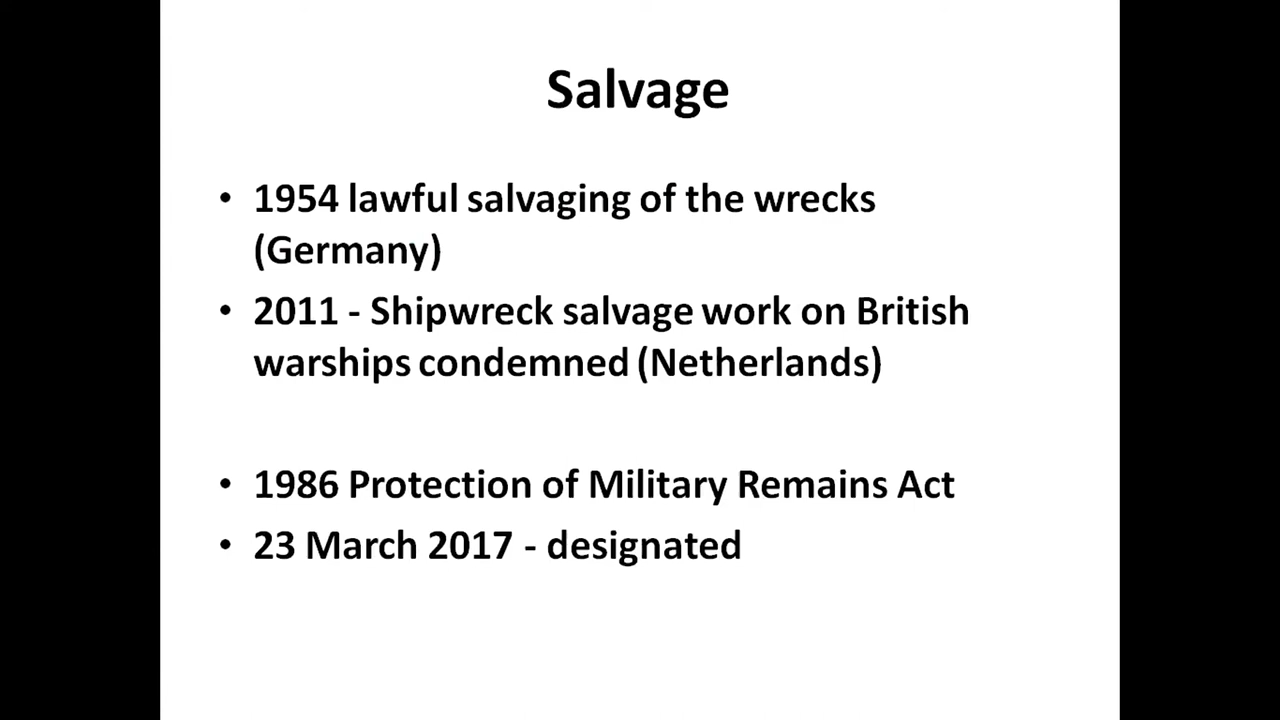 Salvage
• 1954 lawful salvaging of the wrecks
(Germany)
• 2011 - Shipwreck salvage work on British
warships condemned (Netherlands)
• 1986 Protection of Military Remains Act
• 23 March 2017 - designated